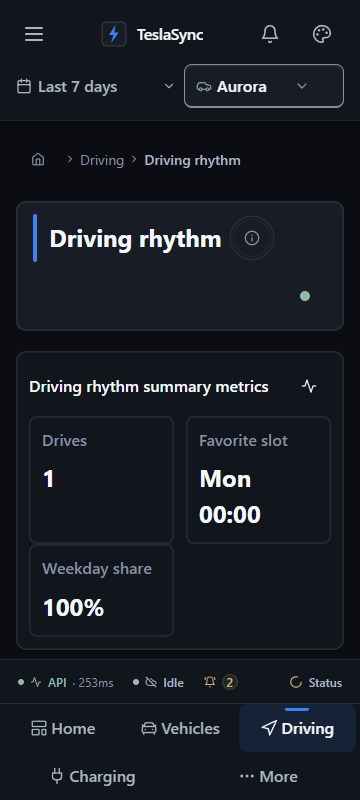 TeslaSync
Last 7 days Aurora
Driving Driving rhythm
Driving rhythm
Driving rhythm summary metrics
Drives
1
Favorite slot
Mon
00:00
Weekday share
100%
API · 253ms Idle 2 Status
Home Vehicles Driving
Charging More